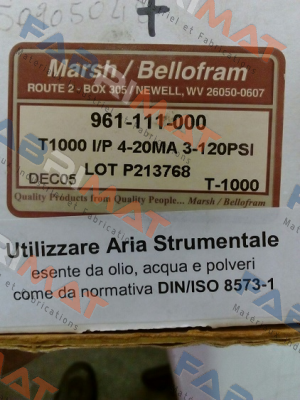 Marsh / Bellofram
ROUTE 2 - BOX 305 / NEWELL, WV 26050-0607
961-111-000
T1000 I/P 4-20MA 3-120PSI
LOT P213768
DEC05
T-1000
Quality Products from Quality People... Marsh / Bellofram
Utilizzare Aria Strumentale
esente da olio, acqua e polveri
come da normativa DIN/ISO 8573-1